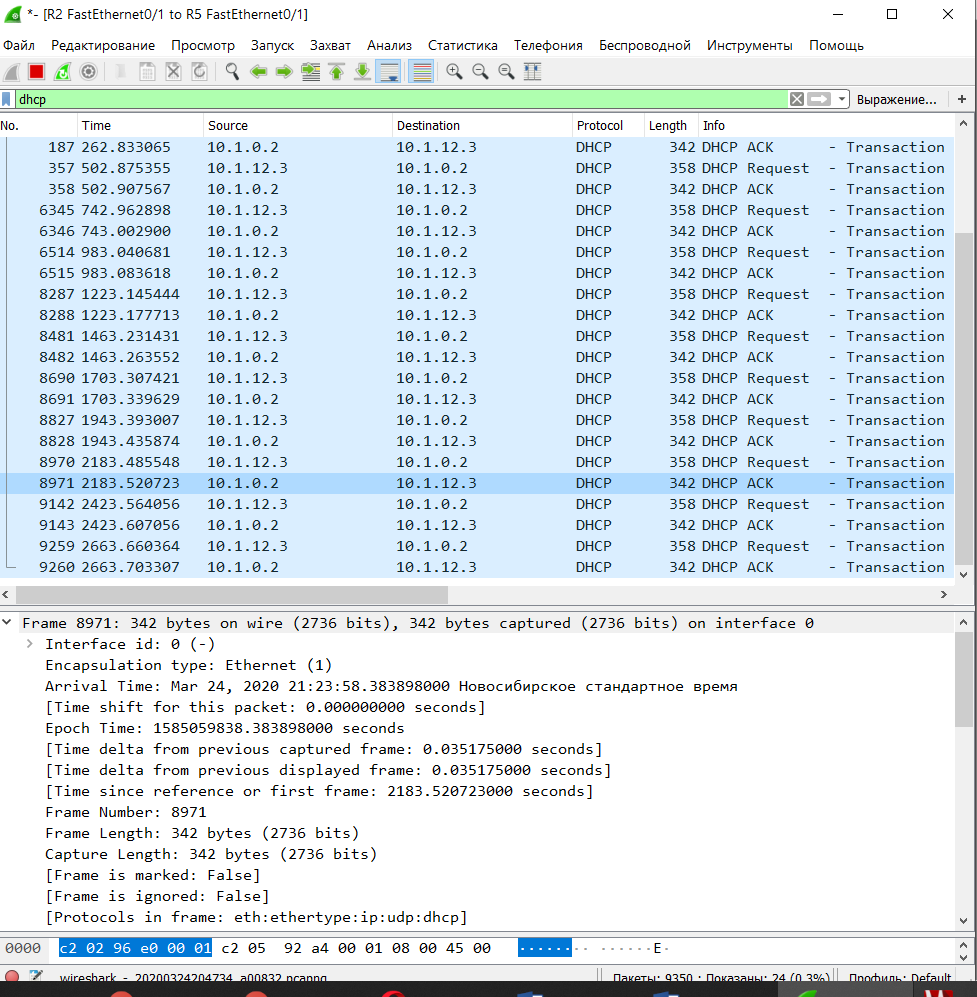 *- [R2 FastEthernet0/1 to R5 FastEthernet0/1]
Файл Редактирование Просмотр Запуск Захват Анализ Статистика Телефония Беспроводной Инструменты Помощь
dhcp Выражение... +
No. Time Source Destination Protocol Length Info
187 262.833065 10.1.0.2 10.1.12.3 DHCP 342 DHCP ACK - Transaction
357 502.875355 10.1.12.3 10.1.0.2 DHCP 358 DHCP Request - Transaction
358 502.907567 10.1.0.2 10.1.12.3 DHCP 342 DHCP ACK - Transaction
6345 742.962898 10.1.12.3 10.1.0.2 DHCP 358 DHCP Request - Transaction
6346 743.002900 10.1.0.2 10.1.12.3 DHCP 342 DHCP ACK - Transaction
6514 983.040681 10.1.12.3 10.1.0.2 DHCP 358 DHCP Request - Transaction
6515 983.083618 10.1.0.2 10.1.12.3 DHCP 342 DHCP ACK - Transaction
8287 1223.145444 10.1.12.3 10.1.0.2 DHCP 358 DHCP Request - Transaction
8288 1223.177713 10.1.0.2 10.1.12.3 DHCP 342 DHCP ACK - Transaction
8481 1463.231431 10.1.12.3 10.1.0.2 DHCP 358 DHCP Request - Transaction
8482 1463.263552 10.1.0.2 10.1.12.3 DHCP 342 DHCP ACK - Transaction
8690 1703.307421 10.1.12.3 10.1.0.2 DHCP 358 DHCP Request - Transaction
8691 1703.339629 10.1.0.2 10.1.12.3 DHCP 342 DHCP ACK - Transaction
8827 1943.393007 10.1.12.3 10.1.0.2 DHCP 358 DHCP Request - Transaction
8828 1943.435874 10.1.0.2 10.1.12.3 DHCP 342 DHCP ACK - Transaction
8970 2183.485548 10.1.12.3 10.1.0.2 DHCP 358 DHCP Request - Transaction
8971 2183.520723 10.1.0.2 10.1.12.3 DHCP 342 DHCP ACK - Transaction
9142 2423.564056 10.1.12.3 10.1.0.2 DHCP 358 DHCP Request - Transaction
9143 2423.607056 10.1.0.2 10.1.12.3 DHCP 342 DHCP ACK - Transaction
9259 2663.660364 10.1.12.3 10.1.0.2 DHCP 358 DHCP Request - Transaction
9260 2663.703307 10.1.0.2 10.1.12.3 DHCP 342 DHCP ACK - Transaction
Frame 8971: 342 bytes on wire (2736 bits), 342 bytes captured (2736 bits) on interface 0
Interface id: 0 (-)
Encapsulation type: Ethernet (1)
Arrival Time: Mar 24, 2020 21:23:58.383898000 Новосибирское стандартное время
[Time shift for this packet: 0.000000000 seconds]
Epoch Time: 1585059838.383898000 seconds
[Time delta from previous captured frame: 0.035175000 seconds]
[Time delta from previous displayed frame: 0.035175000 seconds]
[Time since reference or first frame: 2183.520723000 seconds]
Frame Number: 8971
Frame Length: 342 bytes (2736 bits)
Capture Length: 342 bytes (2736 bits)
[Frame is marked: False]
[Frame is ignored: False]
[Protocols in frame: eth:ethertype:ip:udp:dhcp]
0000 c2 02 96 e0 00 01 c2 05 92 a4 00 01 08 00 45 00 ········ ······E·
wireshark_-_20200324204734_a00832.pcapng Пакеты: 9350 · Показаны: 24 (0.3%) Профиль: Default